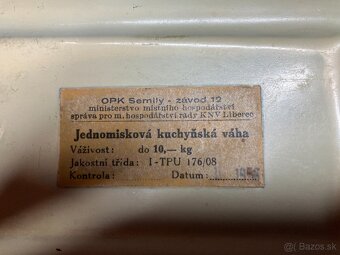 OPK Semily - závod 12
ministerstvo místního hospodářství
správa pro m. hospodářství rady KNV Liberec
Jednomisková kuchyňská váha
Váživost: do 10,— kg
Jakostní třída: I - TPU 176/08
Kontrola: Datum:
Bazos.sk